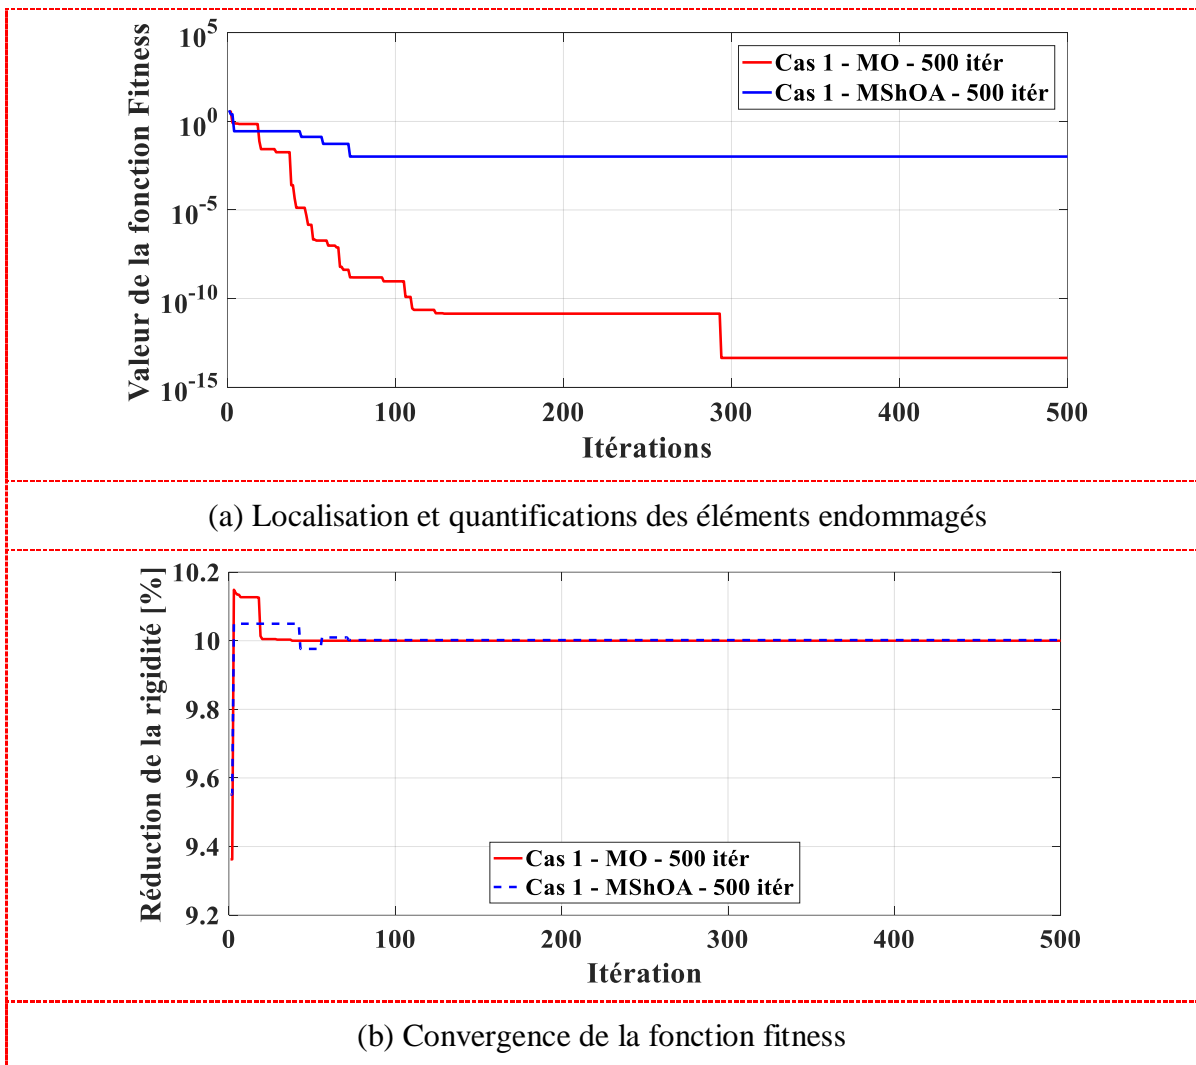 Valeur de la fonction Fitness
10^5
10^0
10^-5
10^-10
10^-15
Cas 1 - MO - 500 itér
Cas 1 - MShOA - 500 itér
0 100 200 300 400 500
Itérations
(a) Localisation et quantifications des éléments endommagés
Réduction de la rigidité [%]
10.2
10
9.8
9.6
9.4
9.2
Cas 1 - MO - 500 itér
Cas 1 - MShOA - 500 itér
0 100 200 300 400 500
Itération
(b) Convergence de la fonction fitness